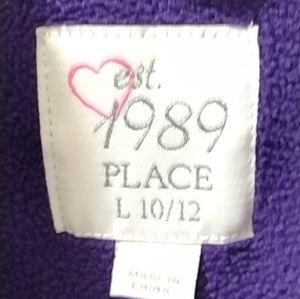 est.
1989
PLACE
L 10/12
MADE IN
CHINA